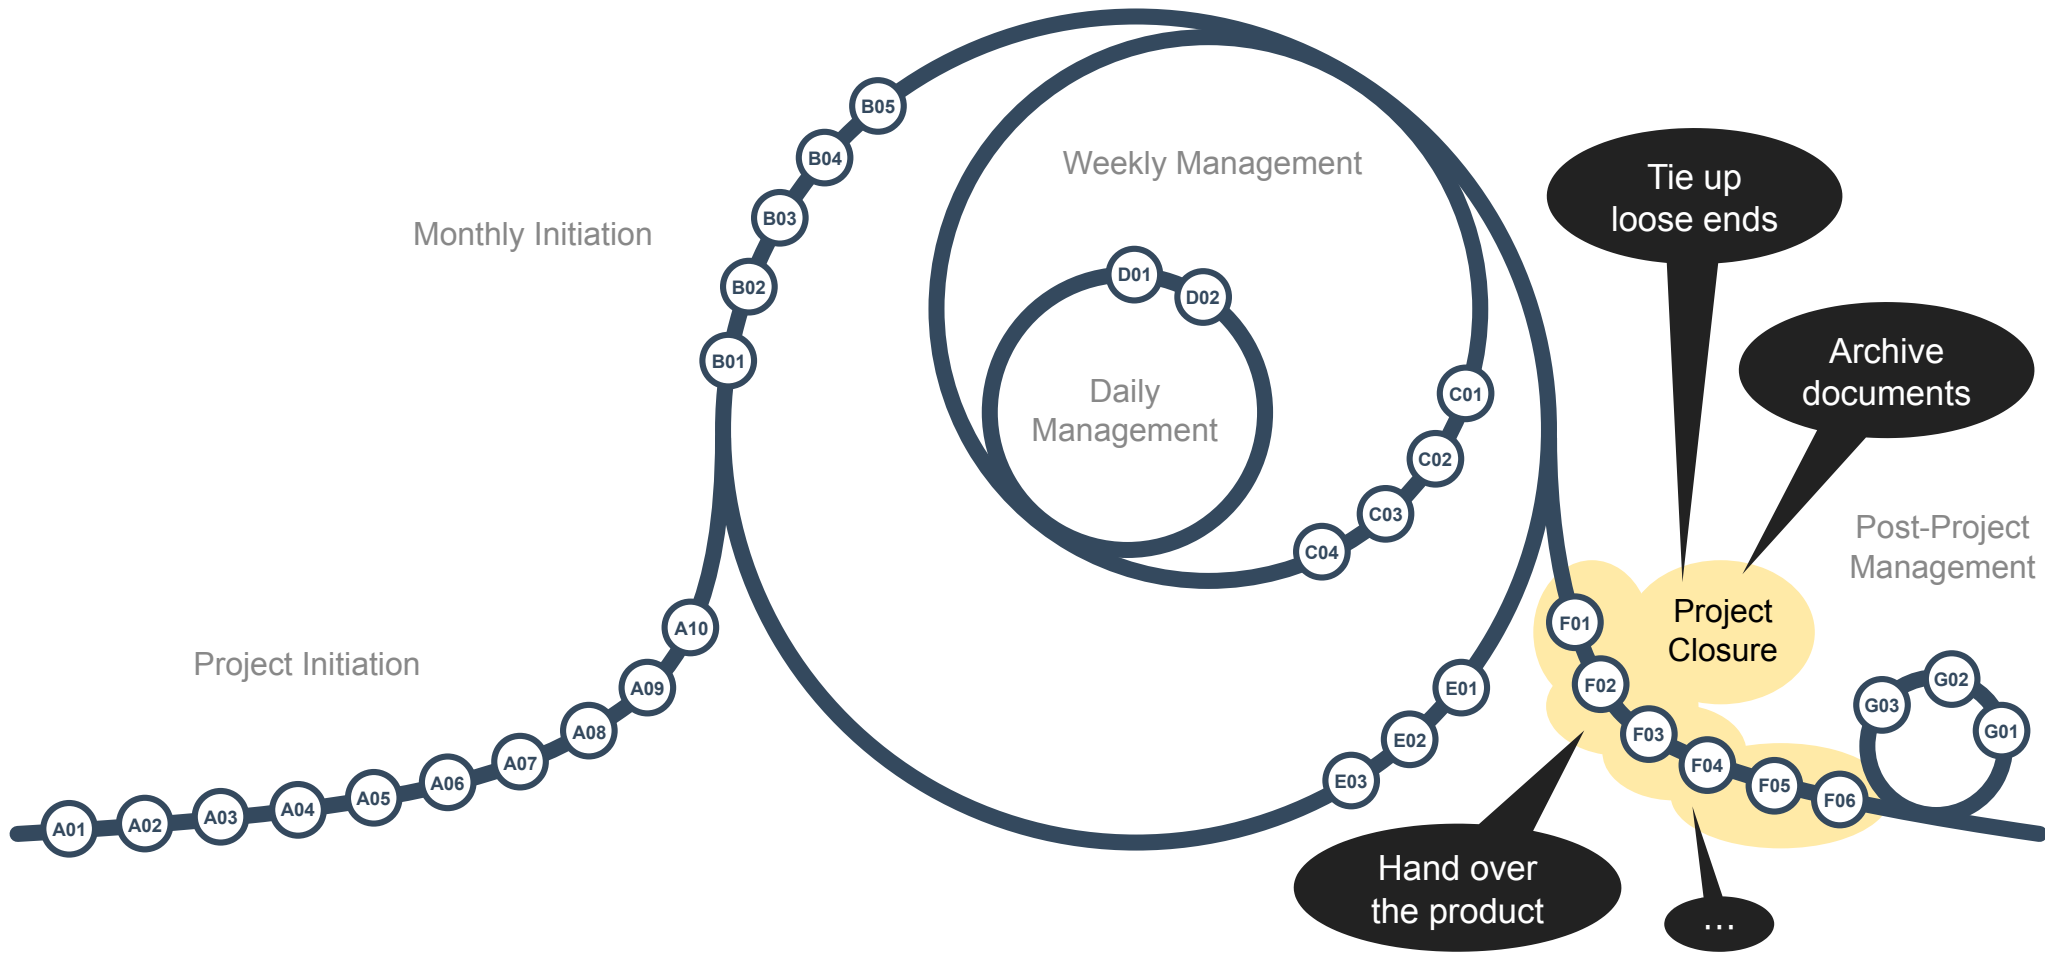 Project Initiation
A01
A02
A03
A04
A05
A06
A07
A08
A09
A10
Monthly Initiation
B01
B02
B03
B04
B05
Weekly Management
C01
C02
C03
C04
Daily
Management
D01
D02
E01
E02
E03
Project
Closure
F01
F02
F03
F04
F05
F06
Tie up
loose ends
Archive
documents
Hand over
the product
...
Post-Project
Management
G01
G02
G03